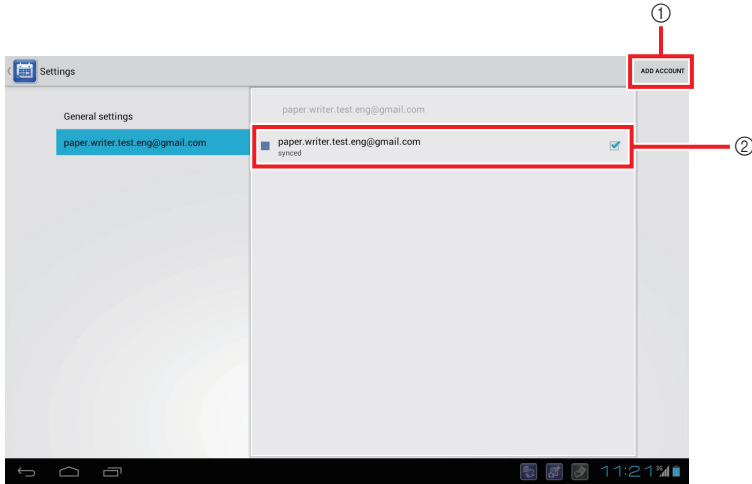 ①
Settings
ADD ACCOUNT
General settings
paper.writer.test.eng@gmail.com
paper.writer.test.eng@gmail.com
paper.writer.test.eng@gmail.com
synced
②
11:21